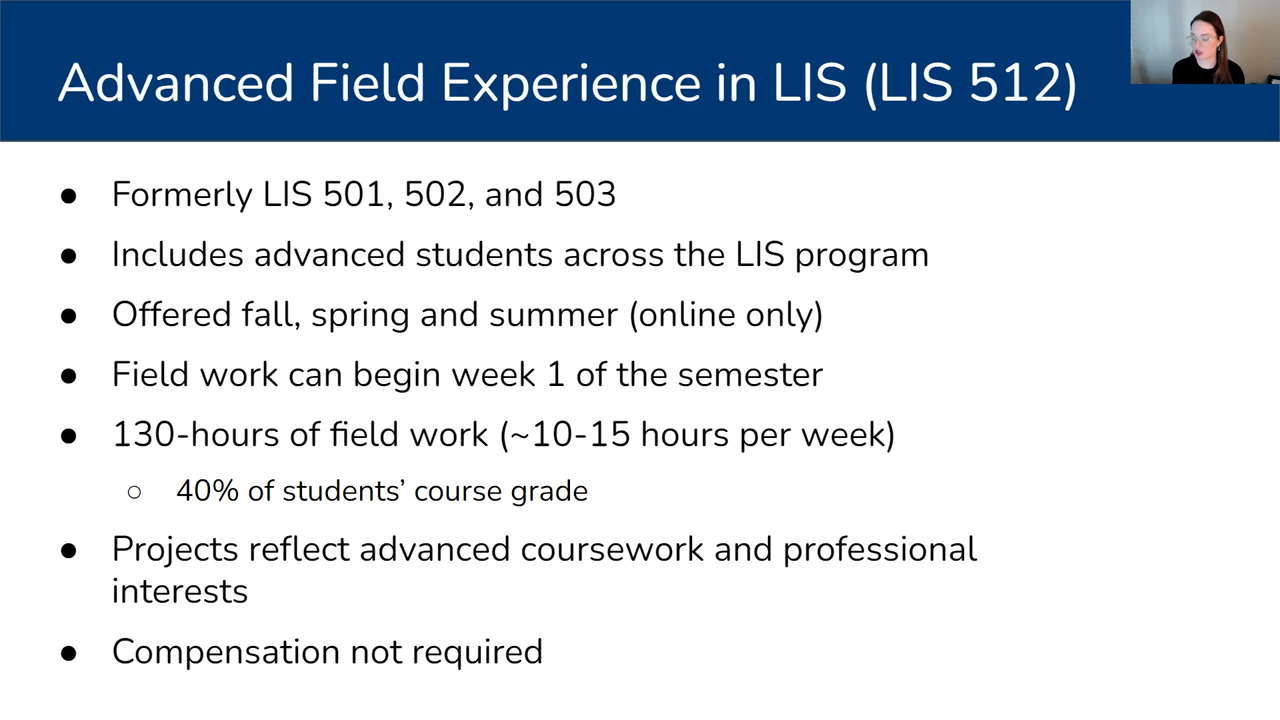 Advanced Field Experience in LIS (LIS 512)
● Formerly LIS 501, 502, and 503
● Includes advanced students across the LIS program
● Offered fall, spring and summer (online only)
● Field work can begin week 1 of the semester
● 130-hours of field work (~10-15 hours per week)
○ 40% of students’ course grade
● Projects reflect advanced coursework and professional
interests
● Compensation not required